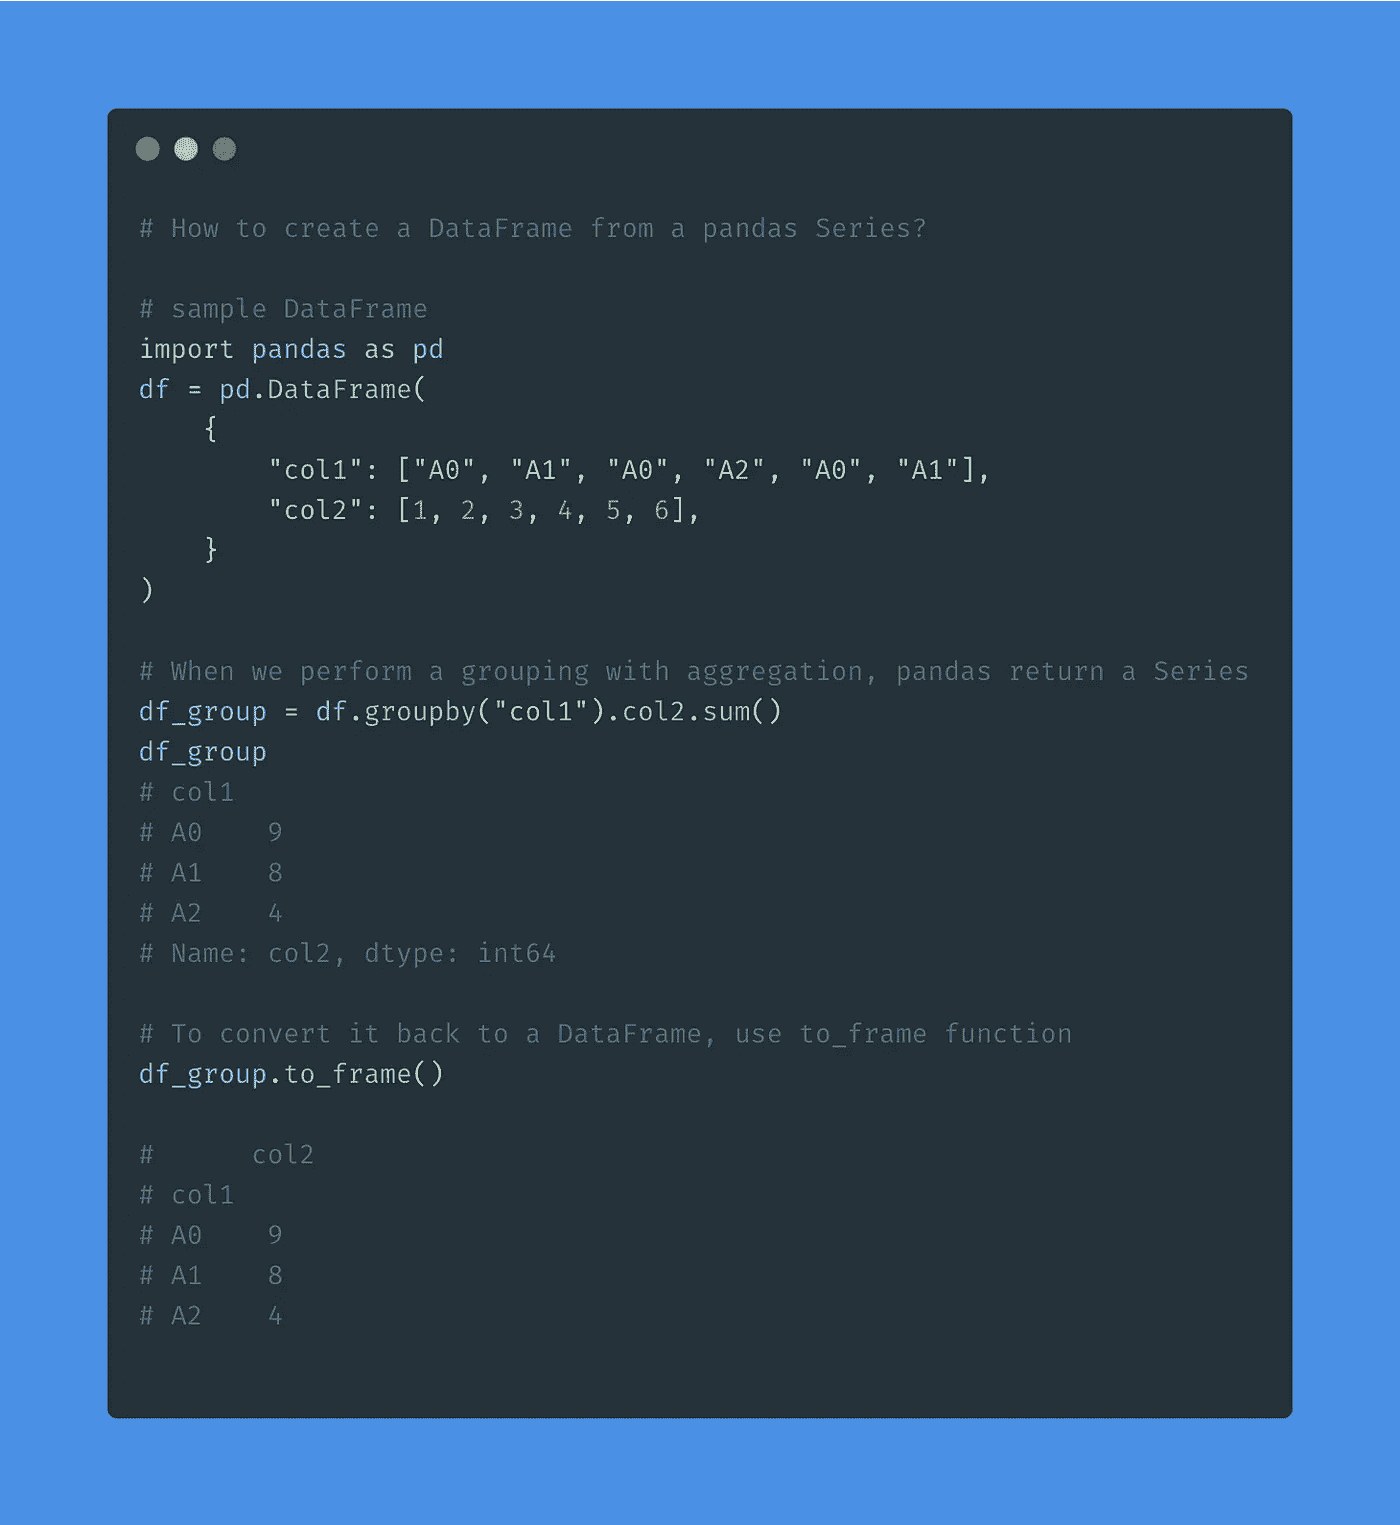 # How to create a DataFrame from a pandas Series?
# sample DataFrame
import pandas as pd
df = pd.DataFrame(
    {
        "col1": ["A0", "A1", "A0", "A2", "A0", "A1"],
        "col2": [1, 2, 3, 4, 5, 6],
    }
)
# When we perform a grouping with aggregation, pandas return a Series
df_group = df.groupby("col1").col2.sum()
df_group
# col1
# A0    9
# A1    8
# A2    4
# Name: col2, dtype: int64
# To convert it back to a DataFrame, use to_frame function
df_group.to_frame()
#      col2
# col1
# A0    9
# A1    8
# A2    4